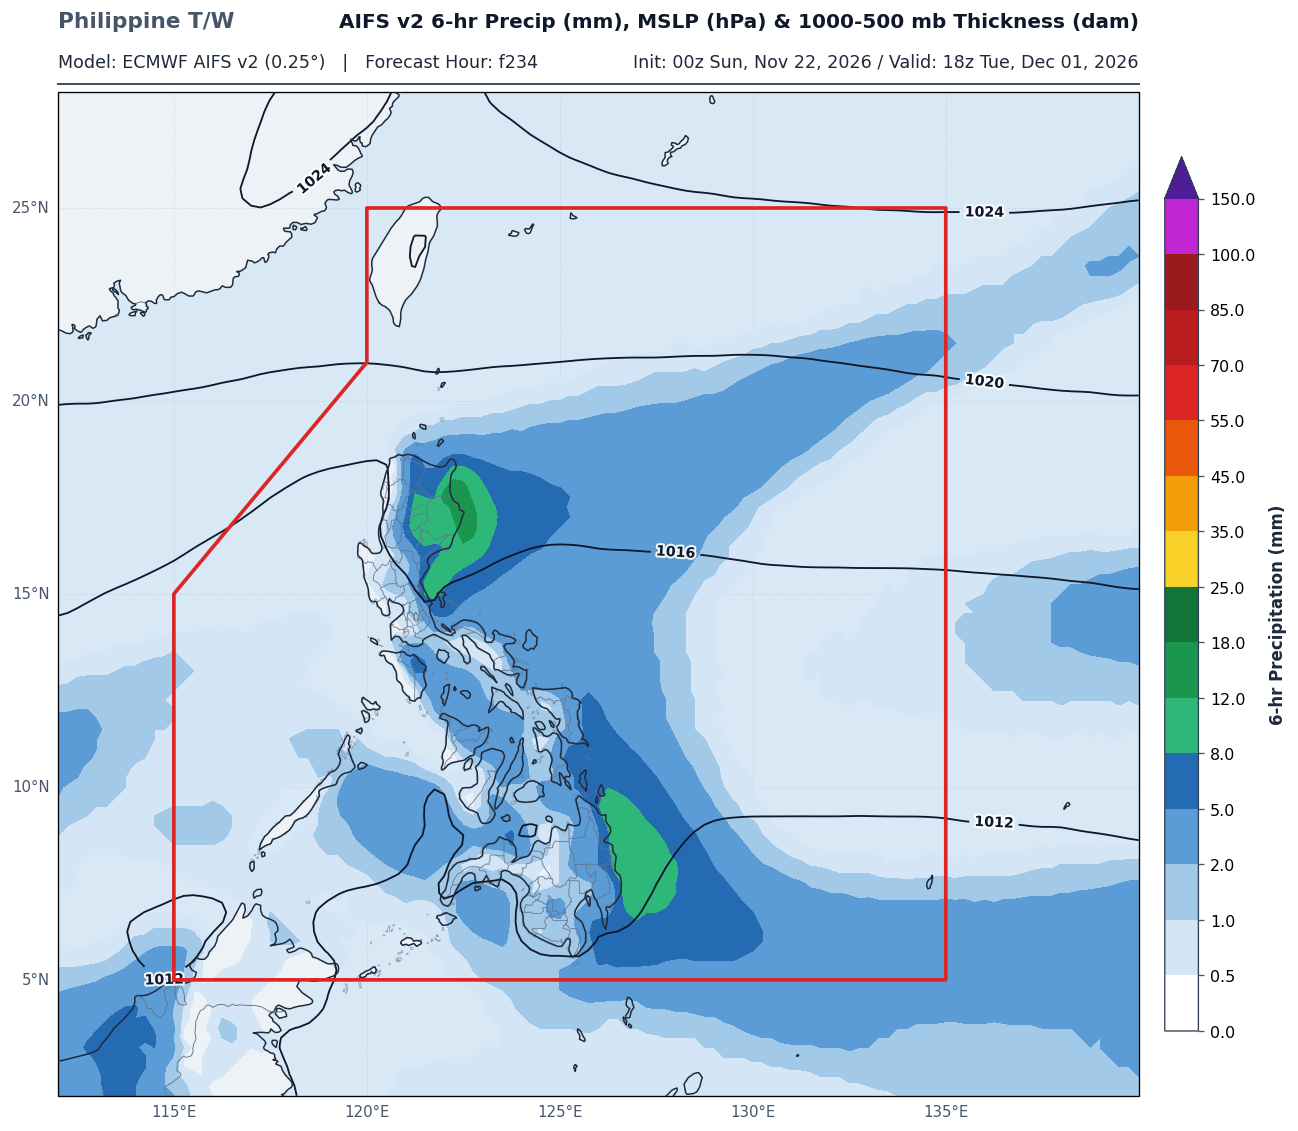 Philippine T/W
AIFS v2 6-hr Precip (mm), MSLP (hPa) & 1000-500 mb Thickness (dam)
Model: ECMWF AIFS v2 (0.25°) | Forecast Hour: f234
Init: 00z Sun, Nov 22, 2026 / Valid: 18z Tue, Dec 01, 2026
1024
1024
1020
1016
1012
1012
25°N
20°N
15°N
10°N
5°N
115°E
120°E
125°E
130°E
135°E
150.0
100.0
85.0
70.0
55.0
45.0
35.0
25.0
18.0
12.0
8.0
5.0
2.0
1.0
0.5
0.0
6-hr Precipitation (mm)